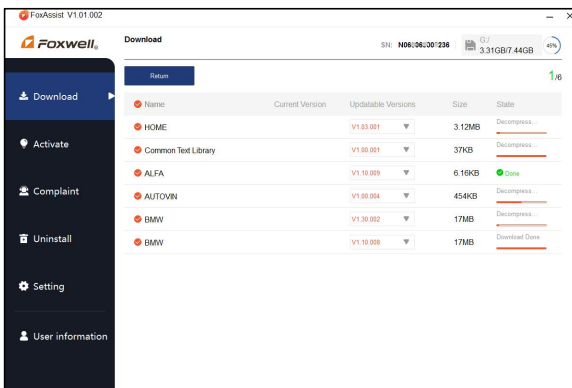 FoxAssist V1.01.002
FOXWELL®
Download
G:/
3.31GB/7.44GB
45%
Return
1/6
Name Current Version Updatable Versions Size State
HOME V1.03.001 3.12MB Decompress...
Common Text Library V1.00.001 37KB Decompress...
ALFA V1.10.009 6.16KB Done
AUTOVIN V1.00.004 454KB Decompress...
BMW V1.30.002 17MB Decompress...
BMW V1.10.008 17MB Download Done
Download
Activate
Complaint
Uninstall
Setting
User information
SN: